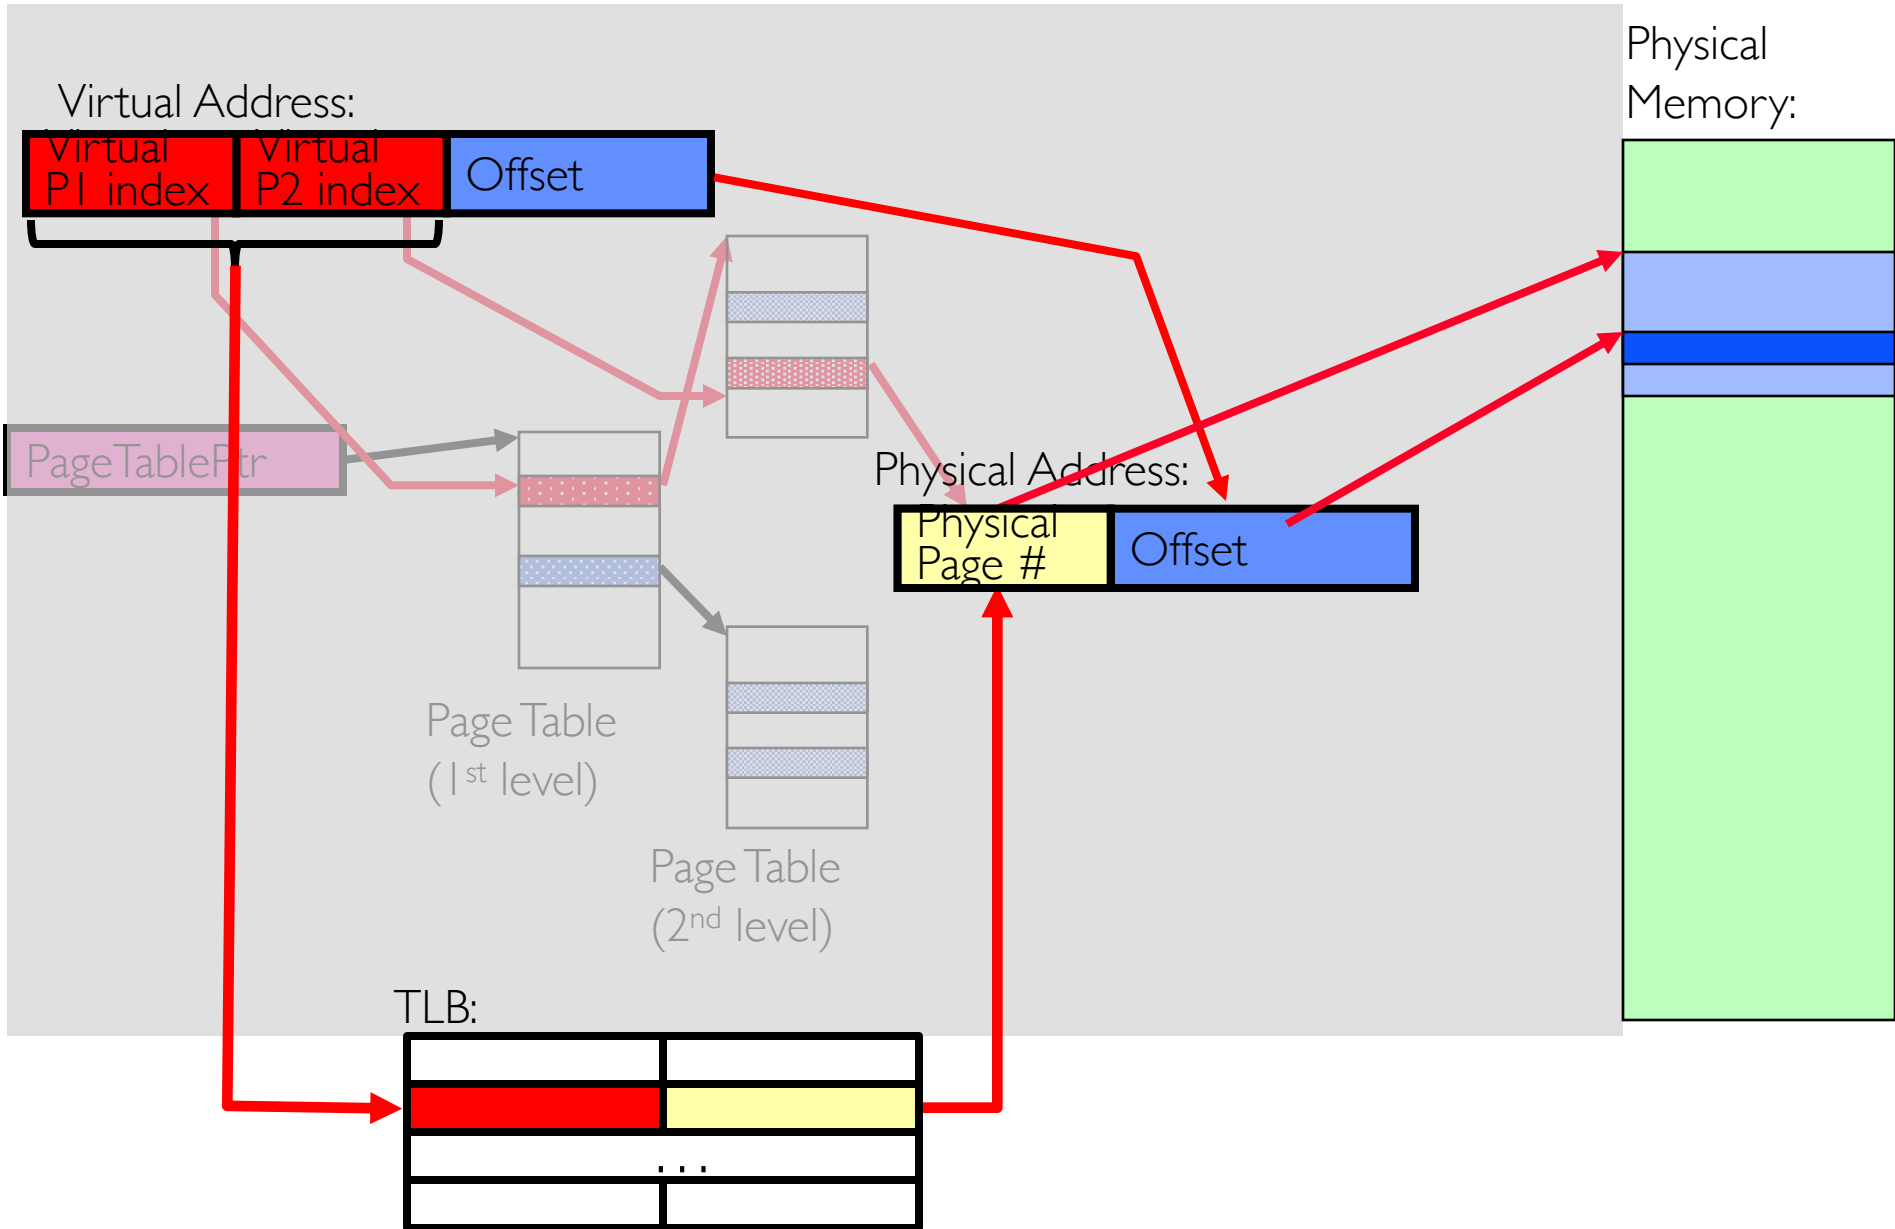 Physical
Memory:
Virtual Address:
Virtual
P1 index
Virtual
P2 index
Offset
PageTablePtr
Physical Address:
Physical
Page #
Offset
Page Table
(1st level)
Page Table
(2nd level)
TLB:
...